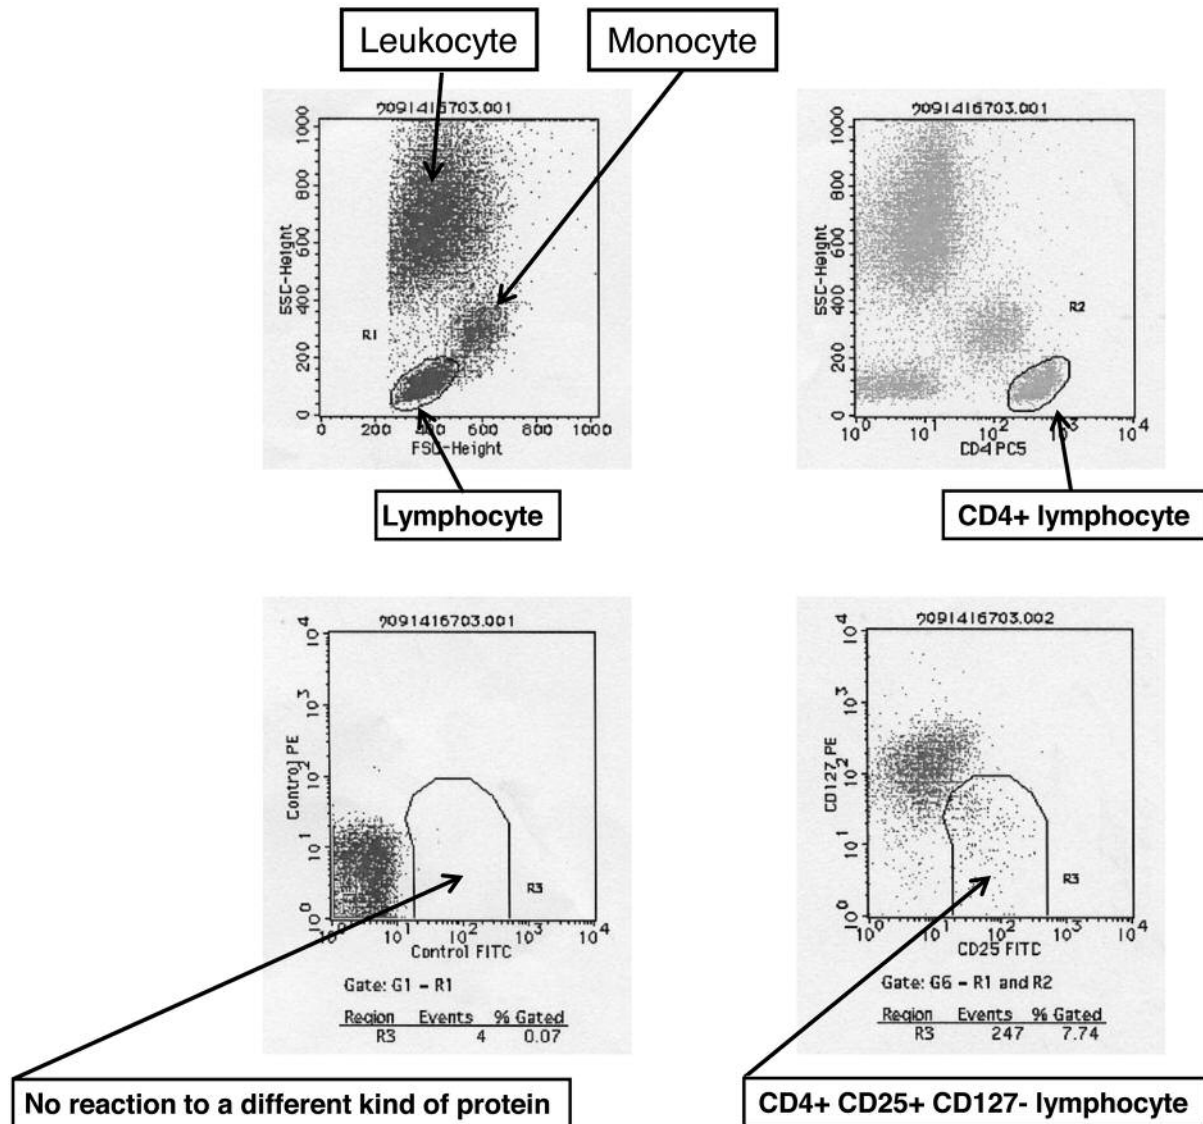 Leukocyte
Monocyte
7091416703.001
SSC-Height
0 200 400 600 800 1000
R1
0 200 400 600 800 1000
FSC-Height
Lymphocyte
7091416703.001
SSC-Height
0 200 400 600 800 1000
R2
10^0 10^1 10^2 10^3 10^4
CD4 PC5
CD4+ lymphocyte
7091416703.001
Control PE
10^0 10^1 10^2 10^3 10^4
R3
10^0 10^1 10^2 10^3 10^4
Control FITC
Gate: G1 - R1
Region Events % Gated
R3 4 0.07
No reaction to a different kind of protein
7091416703.002
CD127 PE
10^0 10^1 10^2 10^3 10^4
R3
10^0 10^1 10^2 10^3 10^4
CD25 FITC
Gate: G6 - R1 and R2
Region Events % Gated
R3 247 7.74
CD4+ CD25+ CD127- lymphocyte